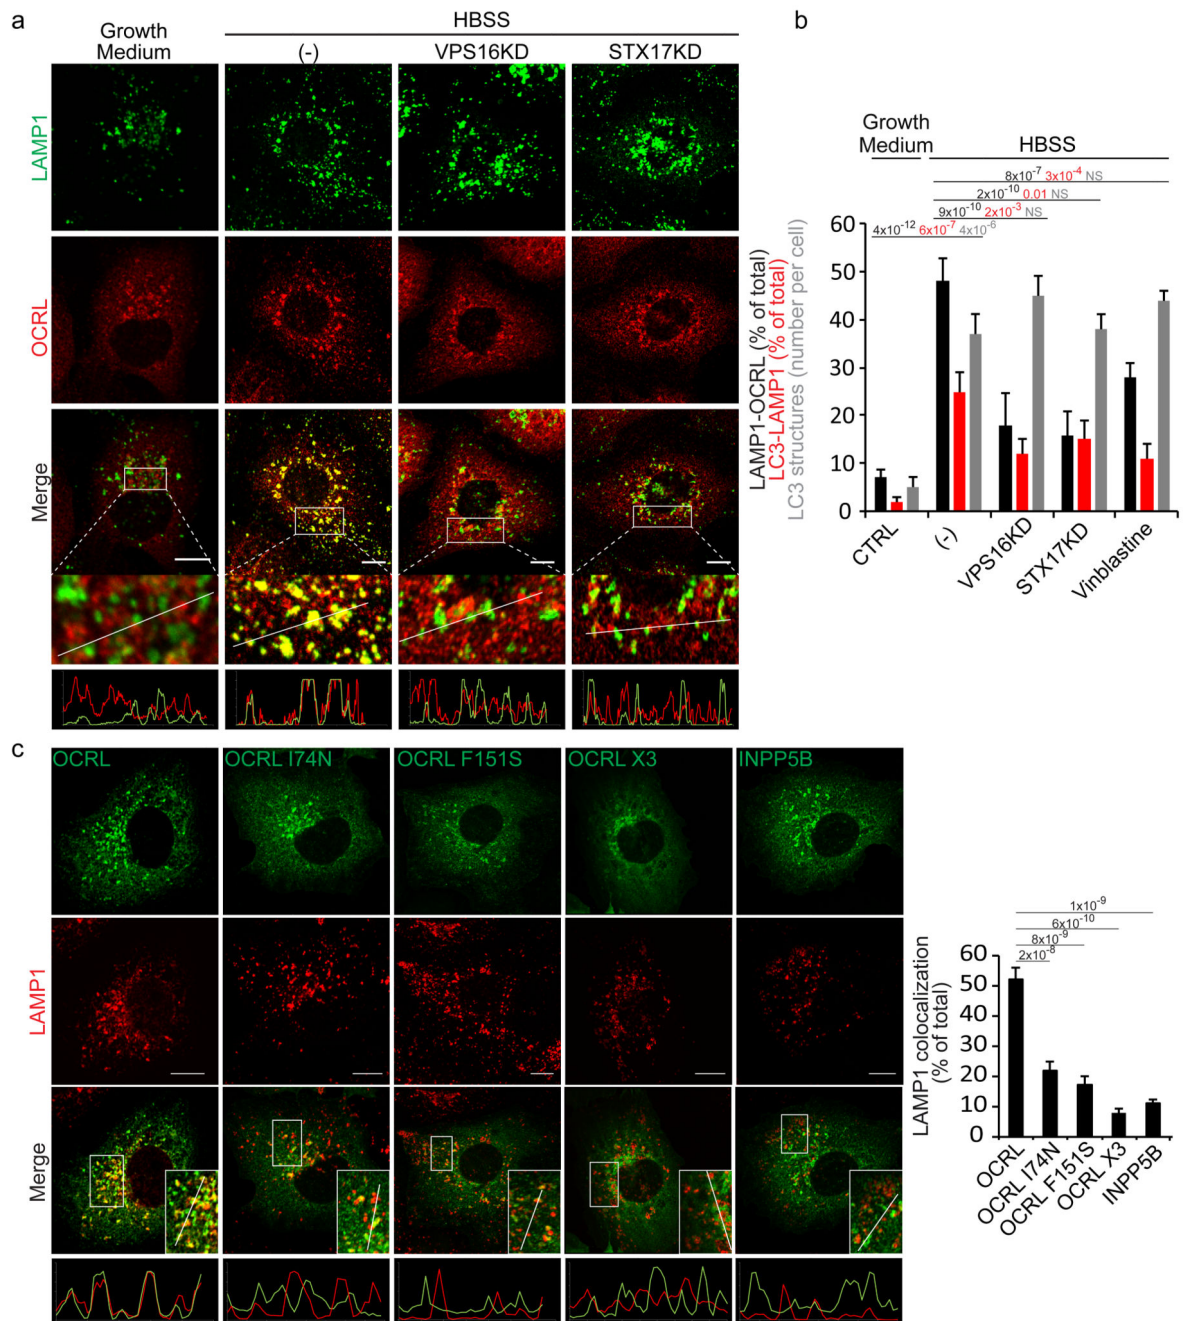 a
Growth
Medium
HBSS
(-)
VPS16KD
STX17KD
LAMP1
OCRL
Merge
b
Growth
Medium
HBSS
8x10-7 3x10-4 NS
2x10-10 0.01 NS
9x10-10 2x10-3 NS
4x10-12 6x10-7 4x10-6
LAMP1-OCRL (% of total)
LC3-LAMP1 (% of total)
LC3 structures (number per cell)
60
50
40
30
20
10
0
CTRL
(-)
VPS16KD
STX17KD
Vinblastine
c
OCRL
OCRL I74N
OCRL F151S
OCRL X3
INPP5B
LAMP1
Merge
1x10-9
6x10-10
8x10-9
2x10-8
LAMP1 colocalization
(% of total)
60
50
40
30
20
10
0
OCRL
OCRL I74N
OCRL F151S
OCRL X3
INPP5B